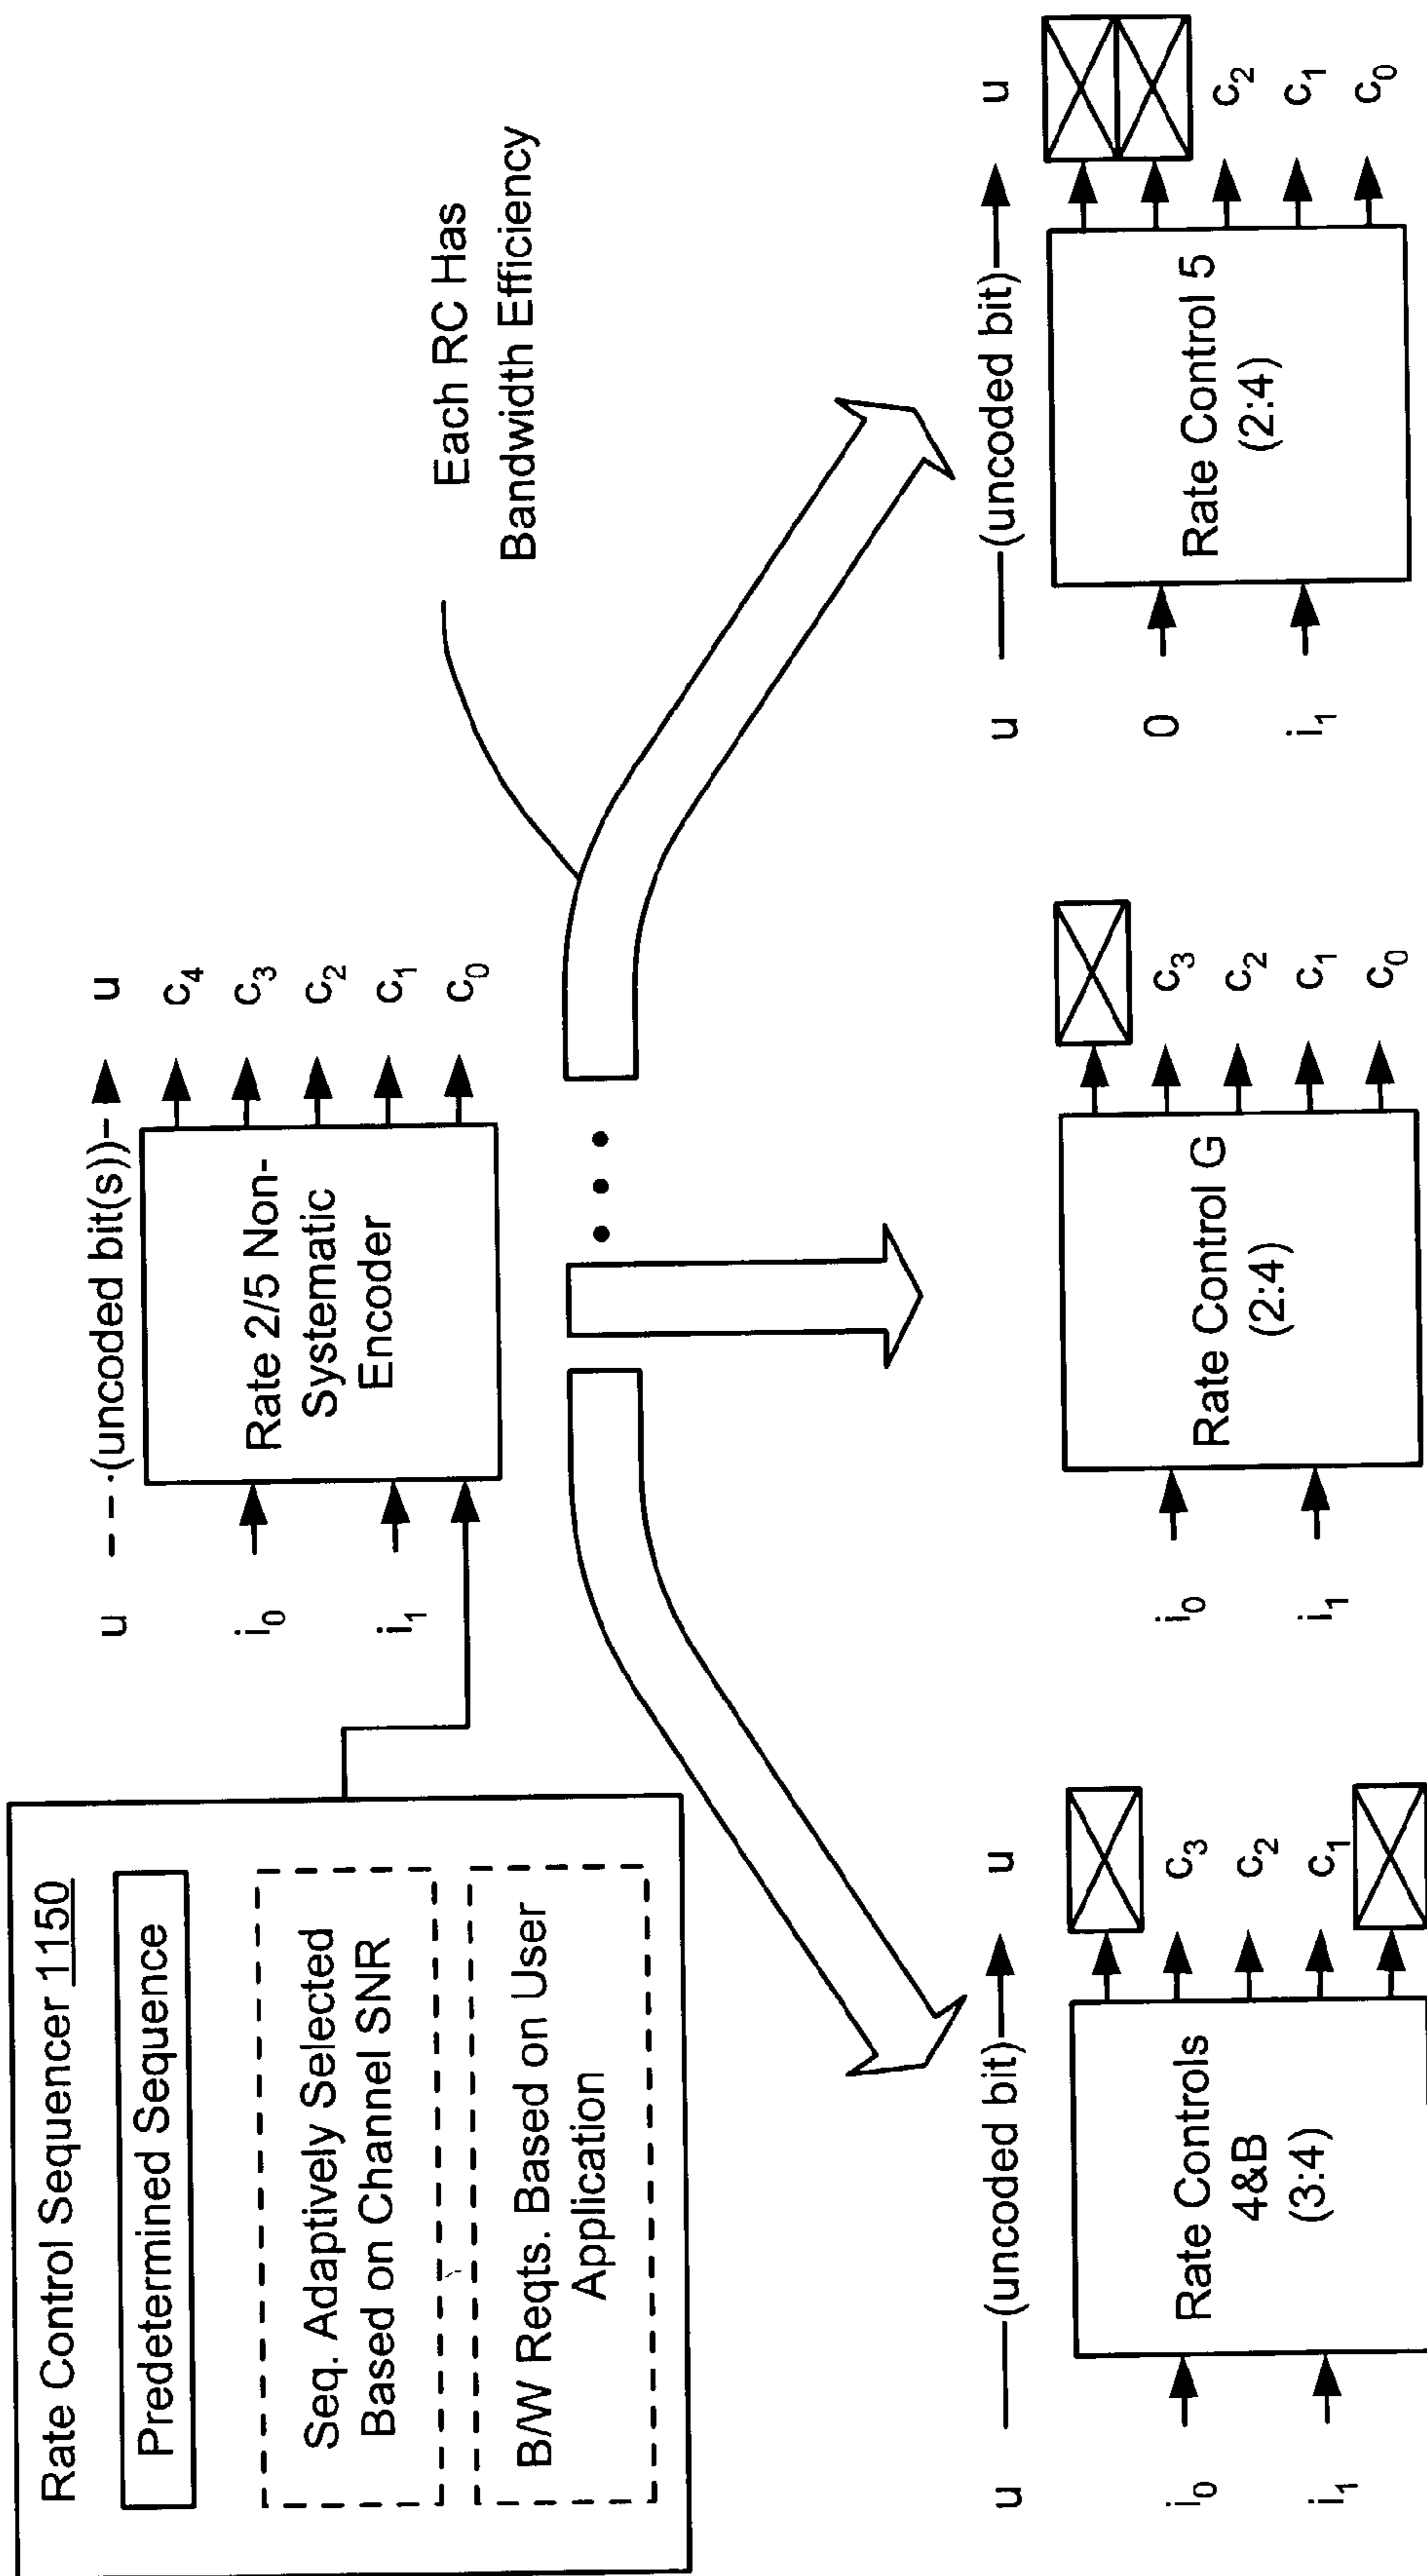 Rate Control Sequencer 1150
Predetermined Sequence
Seq. Adaptively Selected
Based on Channel SNR
B/W Reqts. Based on User
Application
u - - -(uncoded bit(s))- - u
i₀
i₁
Rate 2/5 Non-
Systematic
Encoder
c₄
c₃
c₂
c₁
c₀
Each RC Has
Bandwidth Efficiency
u (uncoded bit) u
i₀
i₁
Rate Controls
4&B
(3:4)
c₃
c₂
c₁
i₀
i₁
Rate Control G
(2:4)
c₃
c₂
c₁
c₀
u (uncoded bit) u
0
i₁
Rate Control 5
(2:4)
c₂
c₁
c₀